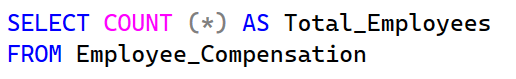 SELECT COUNT (*) AS Total_Employees
FROM Employee_Compensation